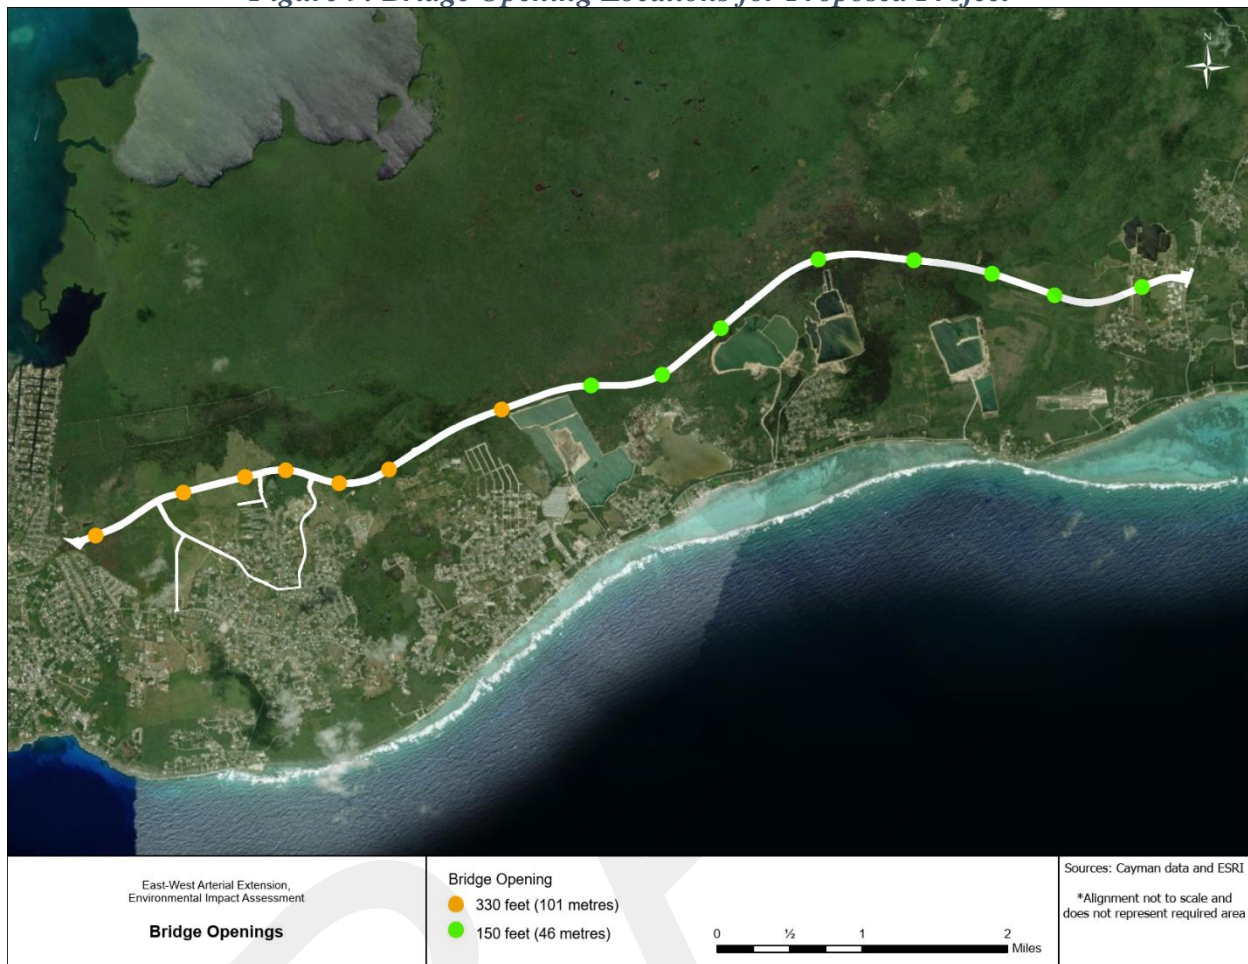 N
East-West Arterial Extension,
Environmental Impact Assessment
Bridge Openings
Bridge Opening
330 feet (101 metres)
150 feet (46 metres)
0 ½ 1 2
Miles
Sources: Cayman data and ESRI
*Alignment not to scale and
does not represent required area